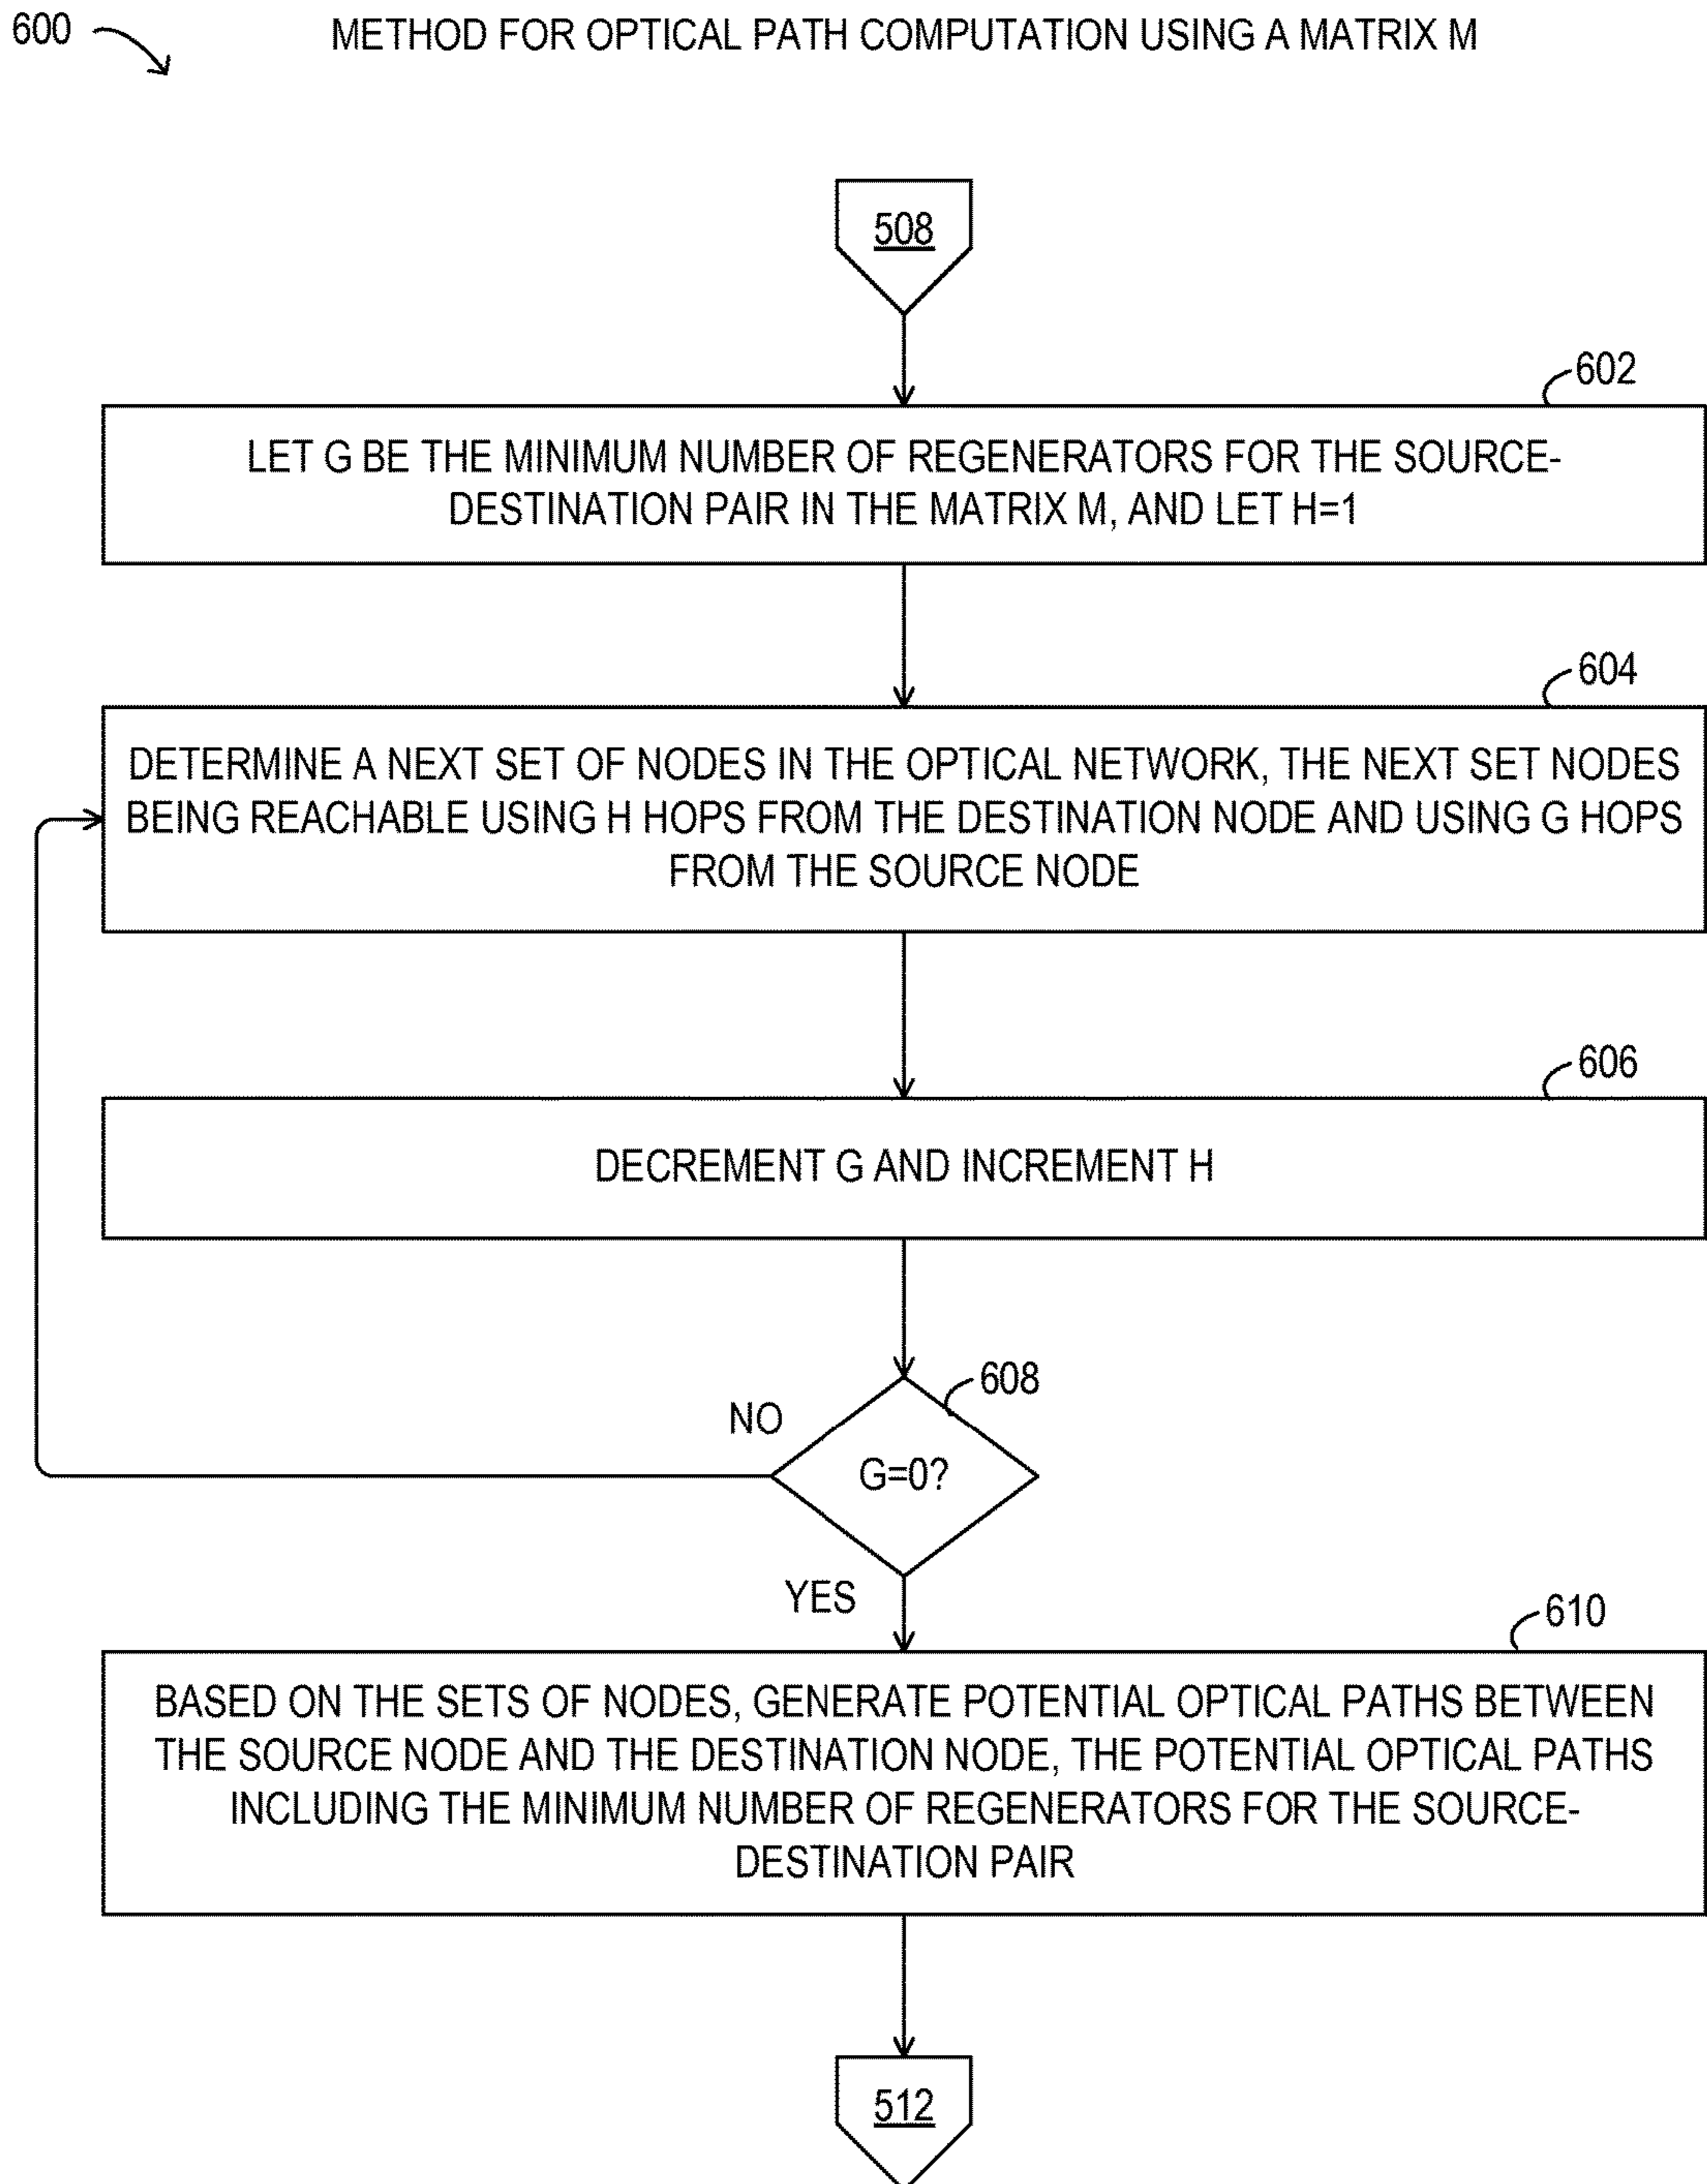 600
METHOD FOR OPTICAL PATH COMPUTATION USING A MATRIX M
508
602
LET G BE THE MINIMUM NUMBER OF REGENERATORS FOR THE SOURCE-
DESTINATION PAIR IN THE MATRIX M, AND LET H=1
604
DETERMINE A NEXT SET OF NODES IN THE OPTICAL NETWORK, THE NEXT SET NODES
BEING REACHABLE USING H HOPS FROM THE DESTINATION NODE AND USING G HOPS
FROM THE SOURCE NODE
606
DECREMENT G AND INCREMENT H
608
NO
G=0?
YES
610
BASED ON THE SETS OF NODES, GENERATE POTENTIAL OPTICAL PATHS BETWEEN
THE SOURCE NODE AND THE DESTINATION NODE, THE POTENTIAL OPTICAL PATHS
INCLUDING THE MINIMUM NUMBER OF REGENERATORS FOR THE SOURCE-
DESTINATION PAIR
512